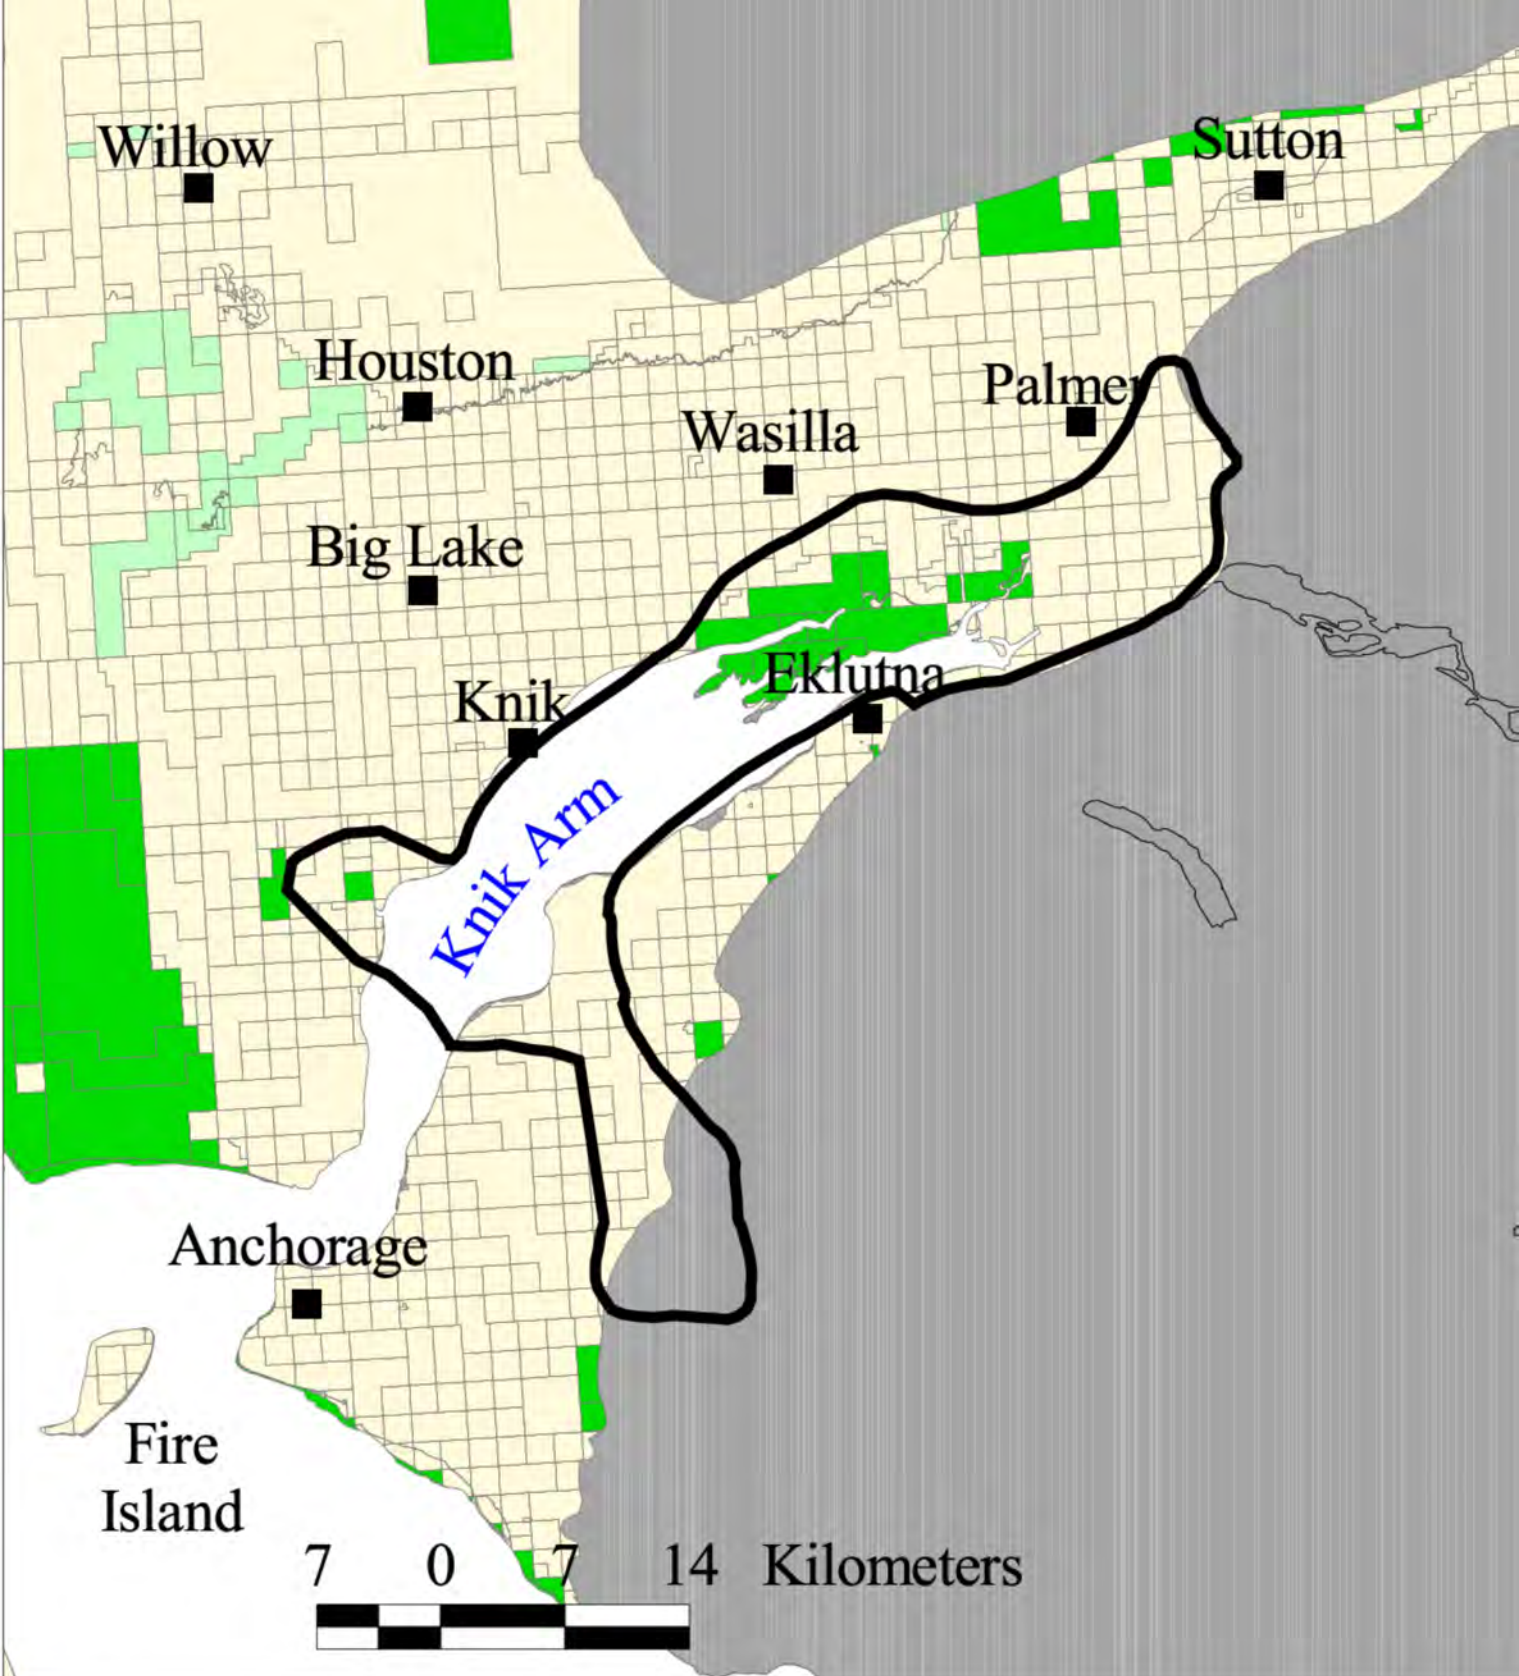 Willow
Sutton
Houston
Palmer
Wasilla
Big Lake
Eklutna
Knik
Knik Arm
Anchorage
Fire
Island
7 0 7 14 Kilometers